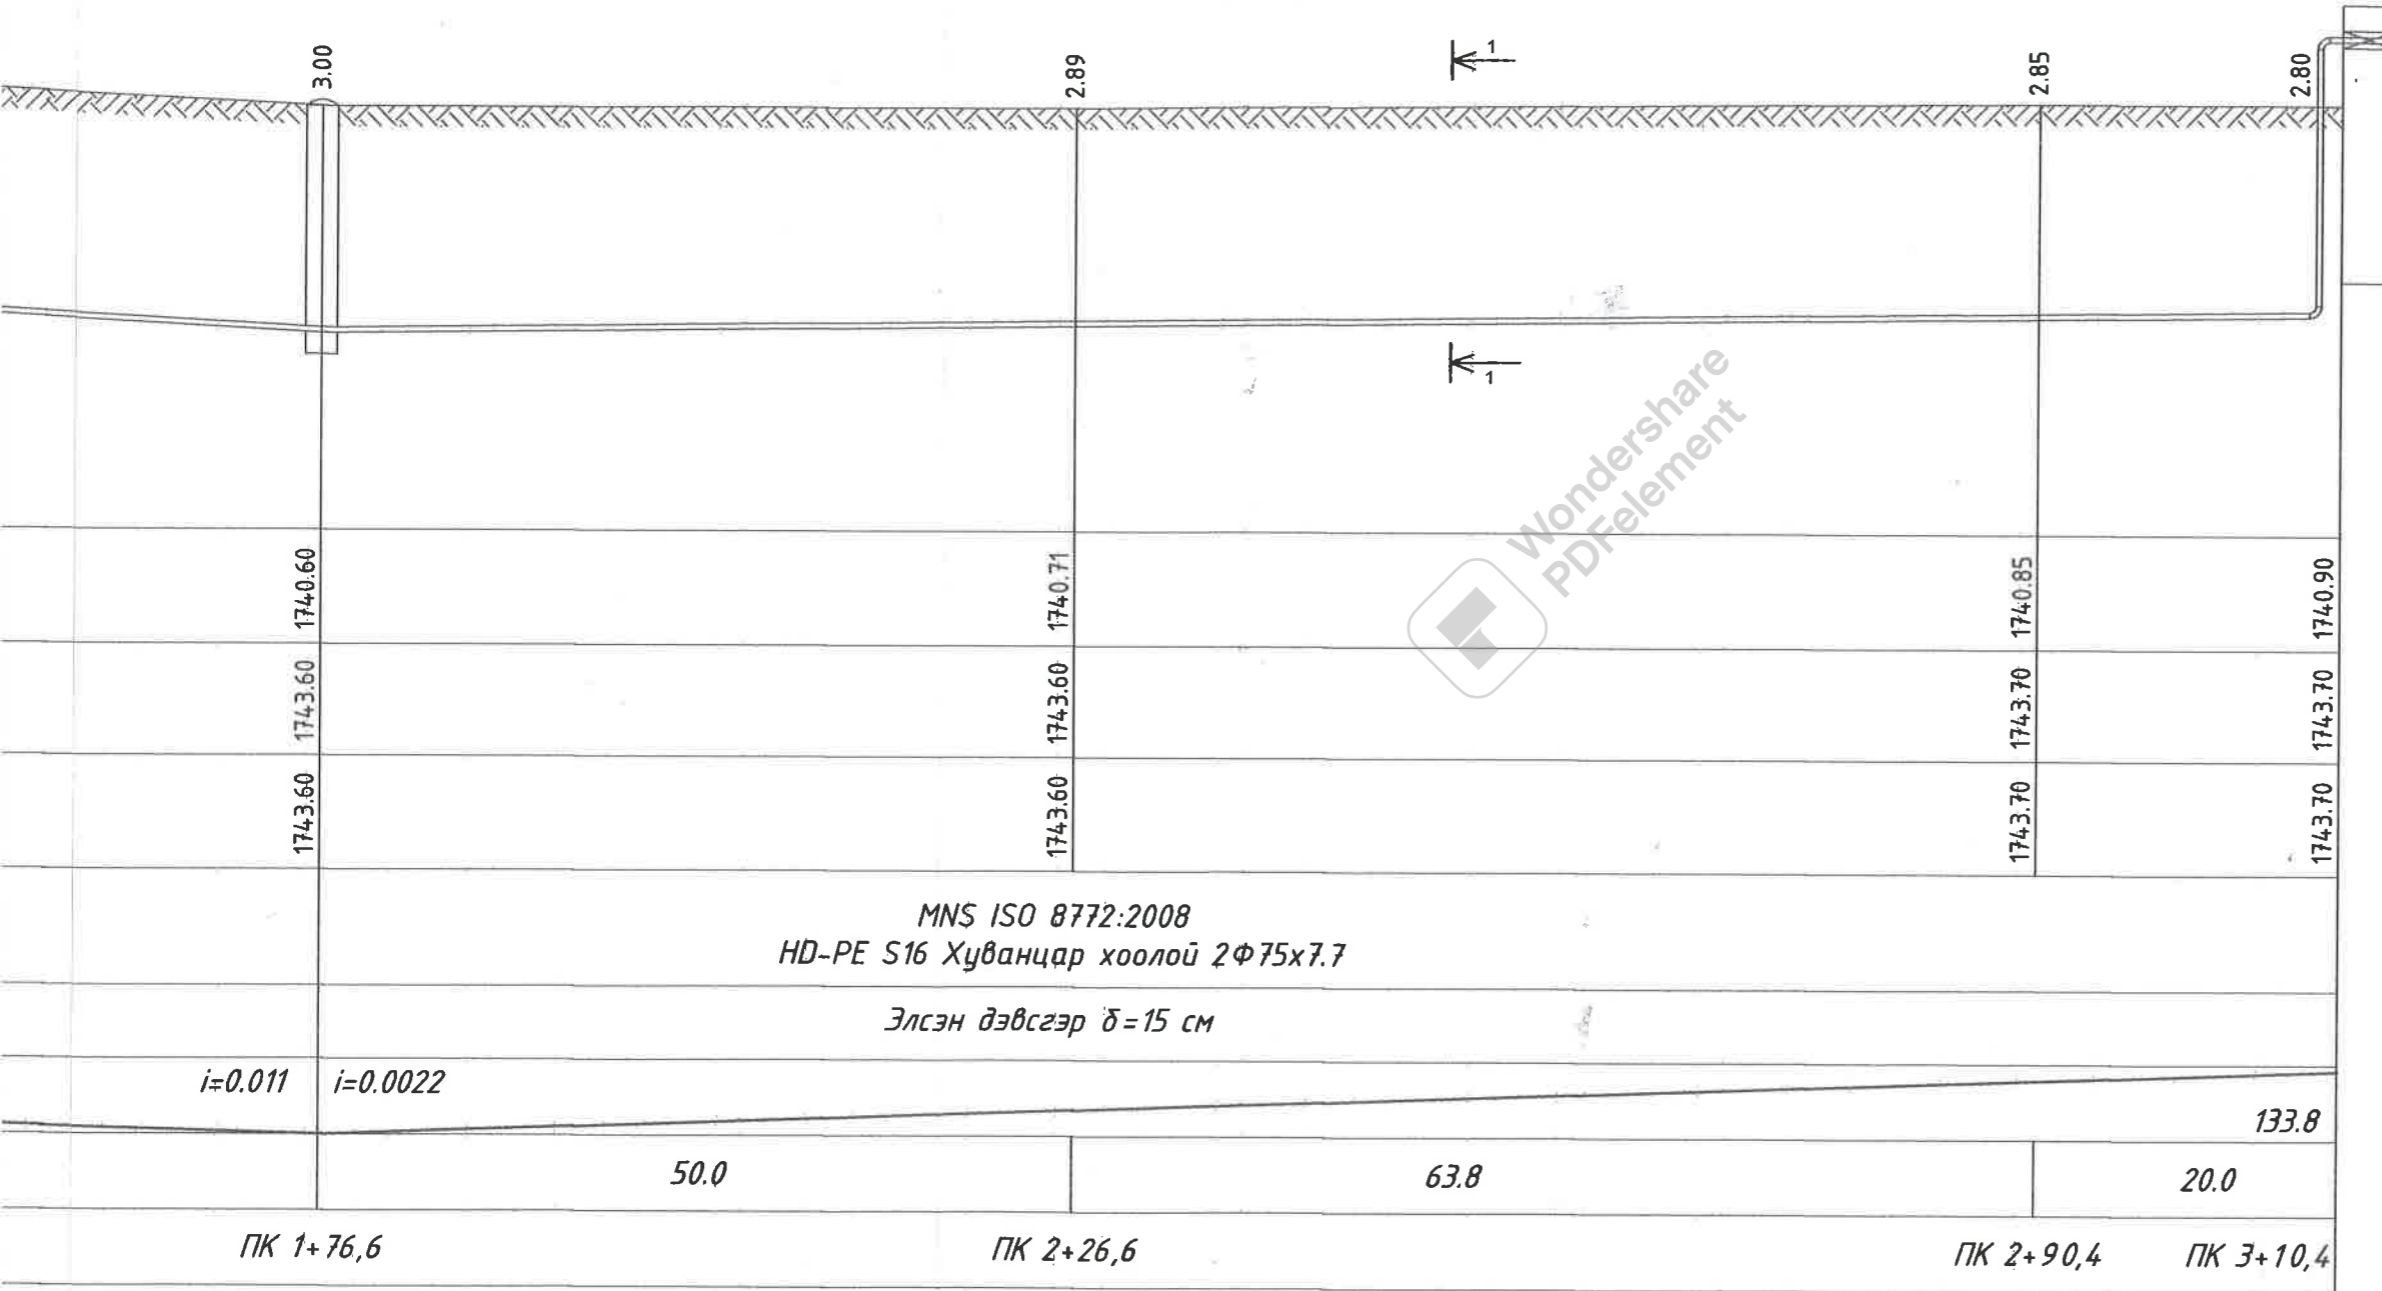 3.00
2.89
1
2.85
2.80
1
Wondershare
PDFelement
1740.60
1740.71
1740.85
1740.90
1743.60
1743.60
1743.70
1743.70
1743.60
1743.60
1743.70
1743.70
MNS ISO 8772:2008
HD-PE S16 Хуванцар хоолой 2Ф75x7.7
Элсэн дэвсгэр δ=15 см
i=0.011
i=0.0022
133.8
50.0
63.8
20.0
ПК 1+76,6
ПК 2+26,6
ПК 2+90,4
ПК 3+10,4